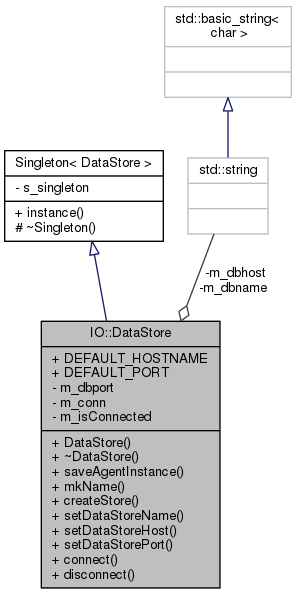 std::basic_string<
char >
Singleton< DataStore >
- s_singleton
+ instance()
# ~Singleton()
std::string
-m_dbhost
-m_dbname
IO::DataStore
+ DEFAULT_HOSTNAME
+ DEFAULT_PORT
- m_dbport
- m_conn
- m_isConnected
+ DataStore()
+ ~DataStore()
+ saveAgentInstance()
+ mkName()
+ createStore()
+ setDataStoreName()
+ setDataStoreHost()
+ setDataStorePort()
+ connect()
+ disconnect()